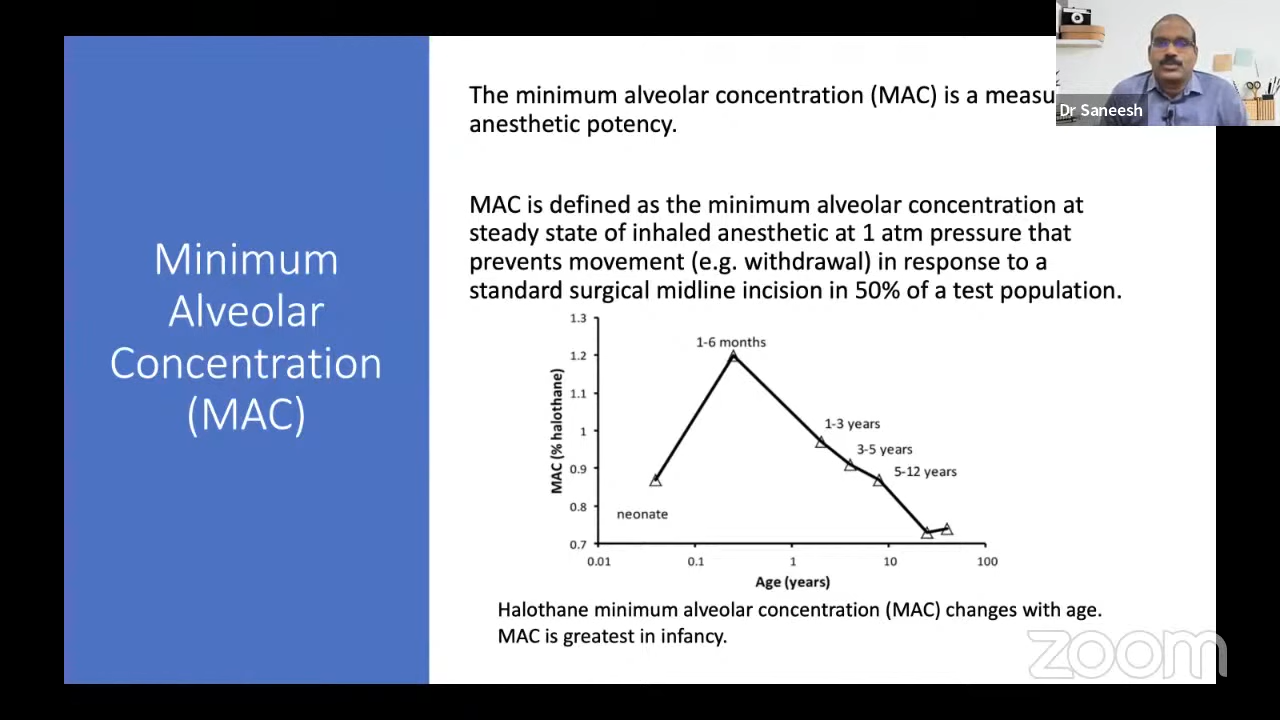 Minimum
Alveolar
Concentration
(MAC)
The minimum alveolar concentration (MAC) is a
anesthetic potency.
MAC is defined as the minimum alveolar concentration at
steady state of inhaled anesthetic at 1 atm pressure that
prevents movement (e.g. withdrawal) in response to a
standard surgical midline incision in 50% of a test population.
MAC (% halothane)
1.3
1.2
1.1
1
0.9
0.8
0.7
1-6 months
1-3 years
3-5 years
5-12 years
neonate
0.01
0.1
1
10
100
Age (years)
Halothane minimum alveolar concentration (MAC) changes with age.
MAC is greatest in infancy.
Dr Saneesh
zoom